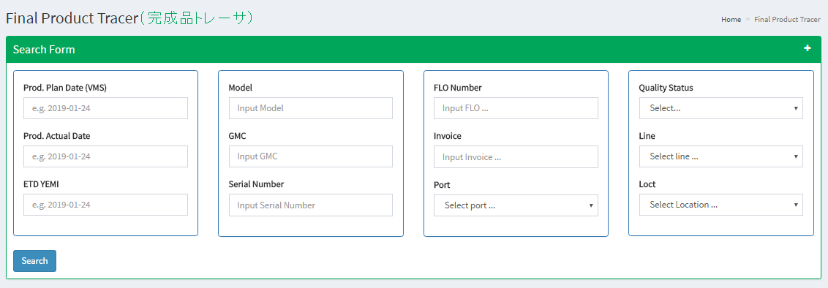 Final Product Tracer(完成品トレーサ)
Home > Final Product Tracer
Search Form
+
Prod. Plan Date (VMS)
e.g. 2019-01-24
Prod. Actual Date
e.g. 2019-01-24
ETD YEMI
e.g. 2019-01-24
Model
Input Model
GMC
Input GMC
Serial Number
Input Serial Number
FLO Number
Input FLO ...
Invoice
Input Invoice ...
Port
Select port ...
Quality Status
Select...
Line
Select line ...
Loct
Select Location ...
Search